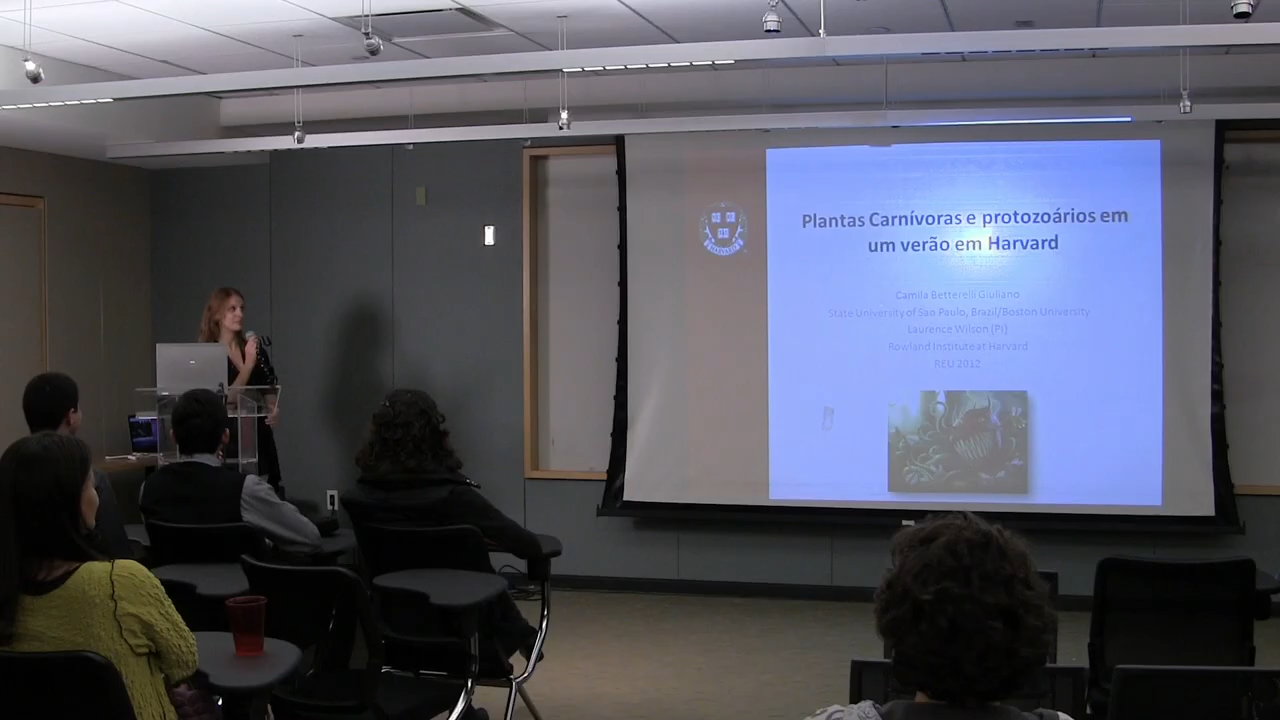 Plantas Carnívoras e protozoários em
um verão em Harvard
Camila Betterelli Giuliano
State University of Sao Paulo, Brazil/Boston University
Laurence Wilson (PI)
Rowland Institute at Harvard
REU 2012
HARVARD